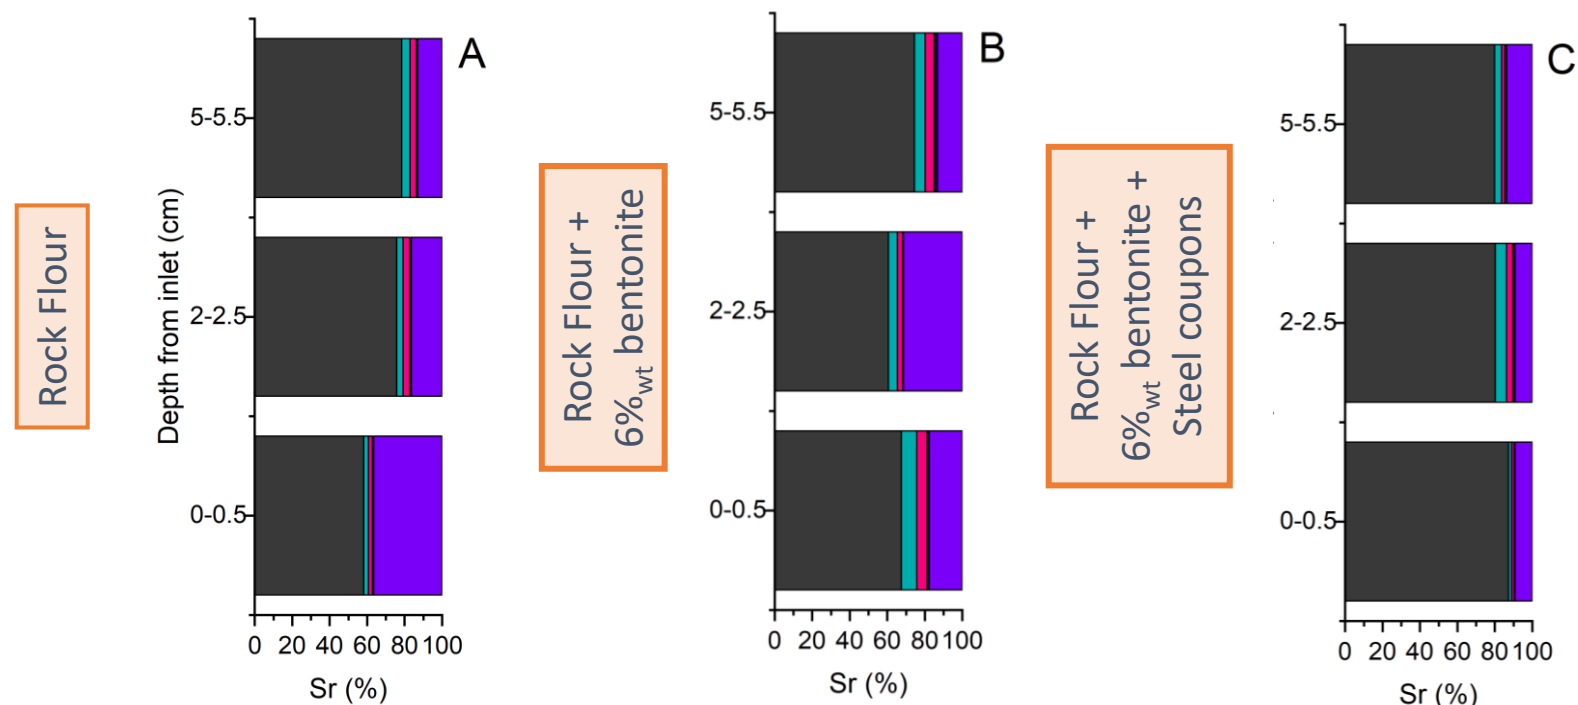 Rock Flour
Depth from inlet (cm)
A
5-5.5
2-2.5
0-0.5
0 20 40 60 80 100
Sr (%)
Rock Flour +
6%wt bentonite
B
5-5.5
2-2.5
0-0.5
0 20 40 60 80 100
Sr (%)
Rock Flour +
6%wt bentonite +
Steel coupons
C
5-5.5
2-2.5
0-0.5
0 20 40 60 80 100
Sr (%)